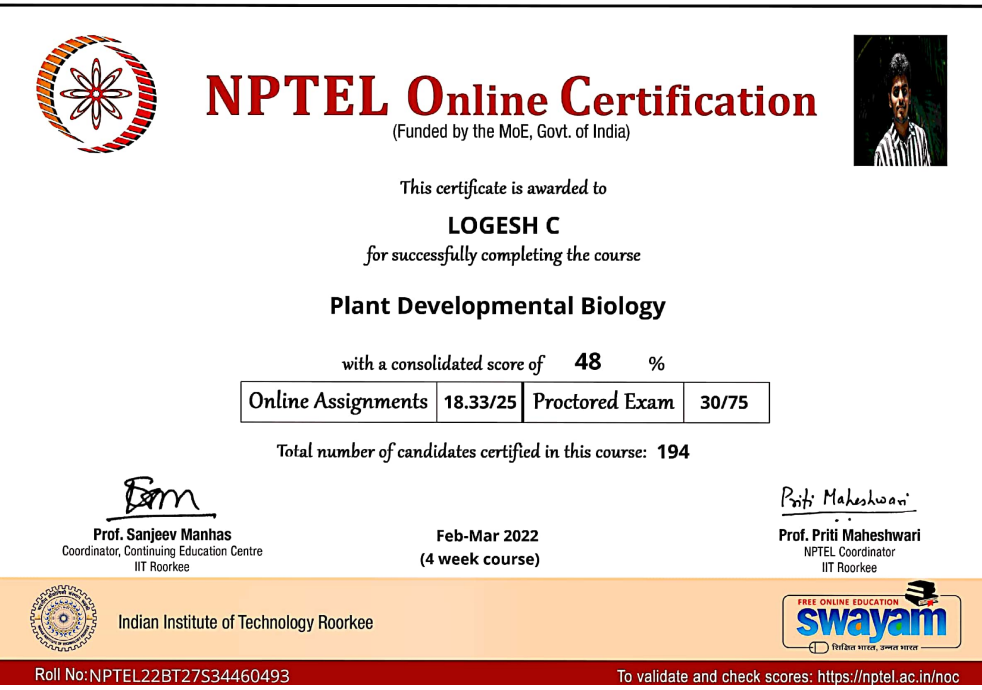 NPTEL Online Certification
(Funded by the MoE, Govt. of India)
This certificate is awarded to
LOGESH C
for successfully completing the course
Plant Developmental Biology
with a consolidated score of 48 %
Online Assignments 18.33/25 Proctored Exam 30/75
Total number of candidates certified in this course: 194
Priti Maheshwari
Prof. Sanjeev Manhas
Coordinator, Continuing Education Centre
IIT Roorkee
Feb-Mar 2022
(4 week course)
Prof. Priti Maheshwari
NPTEL Coordinator
IIT Roorkee
Indian Institute of Technology Roorkee
FREE ONLINE EDUCATION
swayam
शिक्षित भारत, उन्नत भारत
Roll No:NPTEL22BT27S34460493
To validate and check scores: https://nptel.ac.in/noc